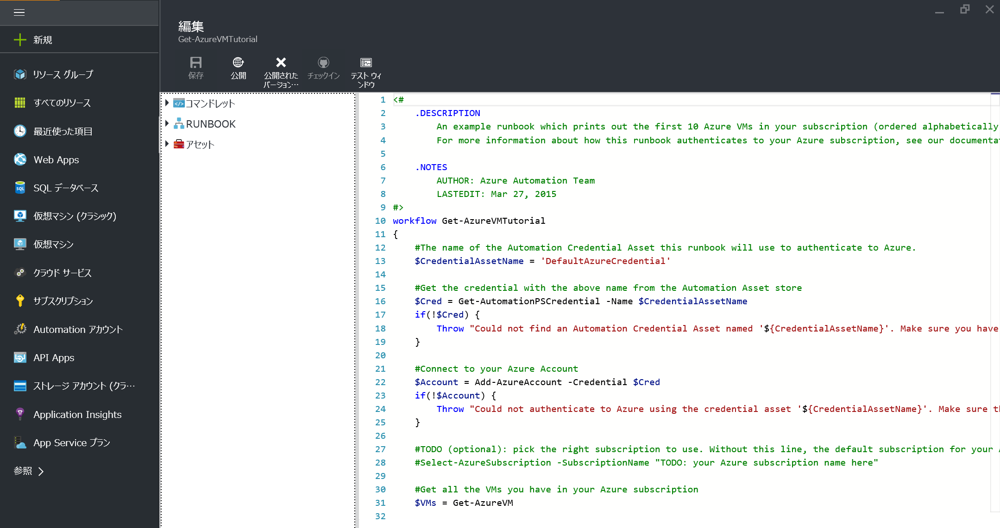 編集
Get-AzureVMTutorial
保存
公開
公開された
バージョン…
チェックイン
テスト ウィ
ンドウ
新規
リソース グループ
すべてのリソース
最近使った項目
Web Apps
SQL データベース
仮想マシン (クラシック)
仮想マシン
クラウド サービス
サブスクリプション
Automation アカウント
API Apps
ストレージ アカウント (クラ…
Application Insights
App Service プラン
参照
コマンドレット
RUNBOOK
アセット
1 <#
2 .DESCRIPTION
3 An example runbook which prints out the first 10 Azure VMs in your subscription (ordered alphabetically
4 For more information about how this runbook authenticates to your Azure subscription, see our documenta
5
6 .NOTES
7 AUTHOR: Azure Automation Team
8 LASTEDIT: Mar 27, 2015
9 #>
10 workflow Get-AzureVMTutorial
11 {
12 #The name of the Automation Credential Asset this runbook will use to authenticate to Azure.
13 $CredentialAssetName = 'DefaultAzureCredential'
14
15 #Get the credential with the above name from the Automation Asset store
16 $Cred = Get-AutomationPSCredential -Name $CredentialAssetName
17 if(!$Cred) {
18 Throw "Could not find an Automation Credential Asset named '${CredentialAssetName}'. Make sure you have
19 }
20
21 #Connect to your Azure Account
22 $Account = Add-AzureAccount -Credential $Cred
23 if(!$Account) {
24 Throw "Could not authenticate to Azure using the credential asset '${CredentialAssetName}'. Make sure th
25 }
26
27 #TODO (optional): pick the right subscription to use. Without this line, the default subscription for your A
28 #Select-AzureSubscription -SubscriptionName "TODO: your Azure subscription name here"
29
30 #Get all the VMs you have in your Azure subscription
31 $VMs = Get-AzureVM
32